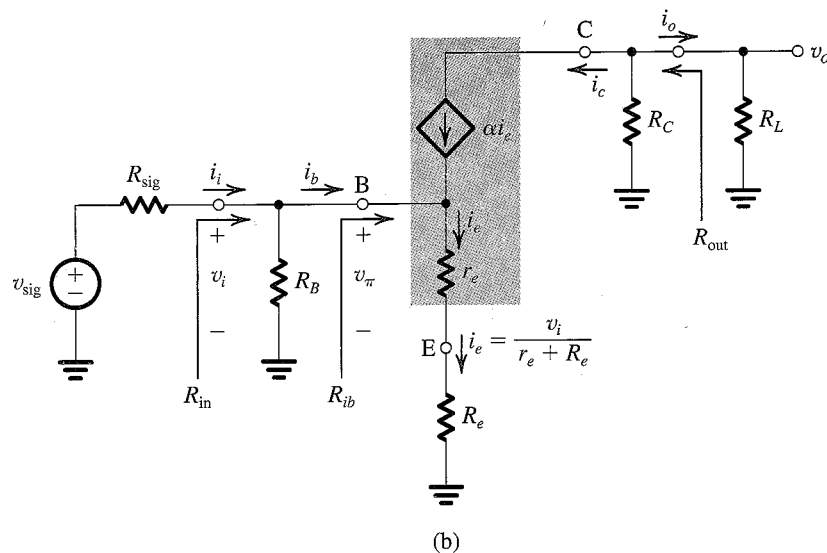 C
i_o
v_o
i_c
αi_e
R_C
R_L
R_sig
i_i
i_b
B
i_e
R_out
+
+
v_sig
+
−
v_i
R_B
v_π
r_e
−
−
E
i_e = v_i / (r_e + R_e)
R_in
R_ib
R_e
(b)